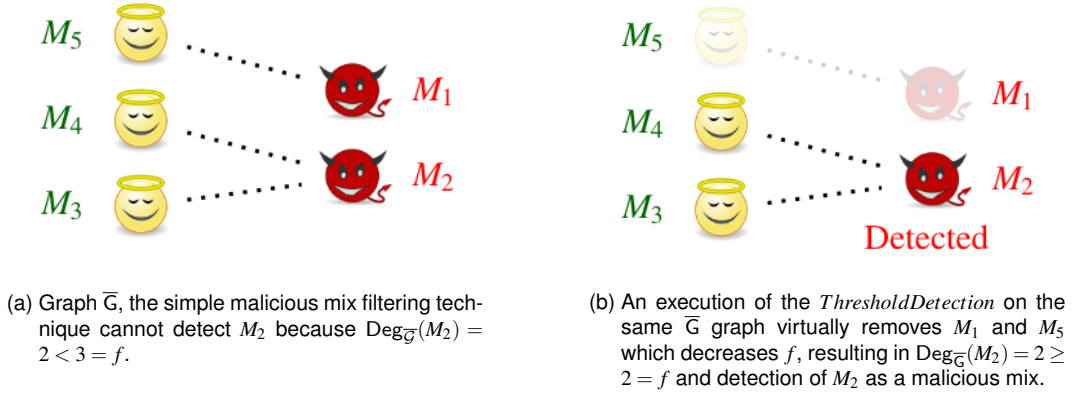 M₅
M₄
M₃
M₁
M₂
(a) Graph G̅, the simple malicious mix filtering tech-
nique cannot detect M₂ because Deg_G̅(M₂) =
2 < 3 = f.
M₅
M₄
M₃
M₁
M₂
Detected
(b) An execution of the ThresholdDetection on the
same G̅ graph virtually removes M₁ and M₅
which decreases f, resulting in Deg_G̅(M₂) = 2 ≥
2 = f and detection of M₂ as a malicious mix.